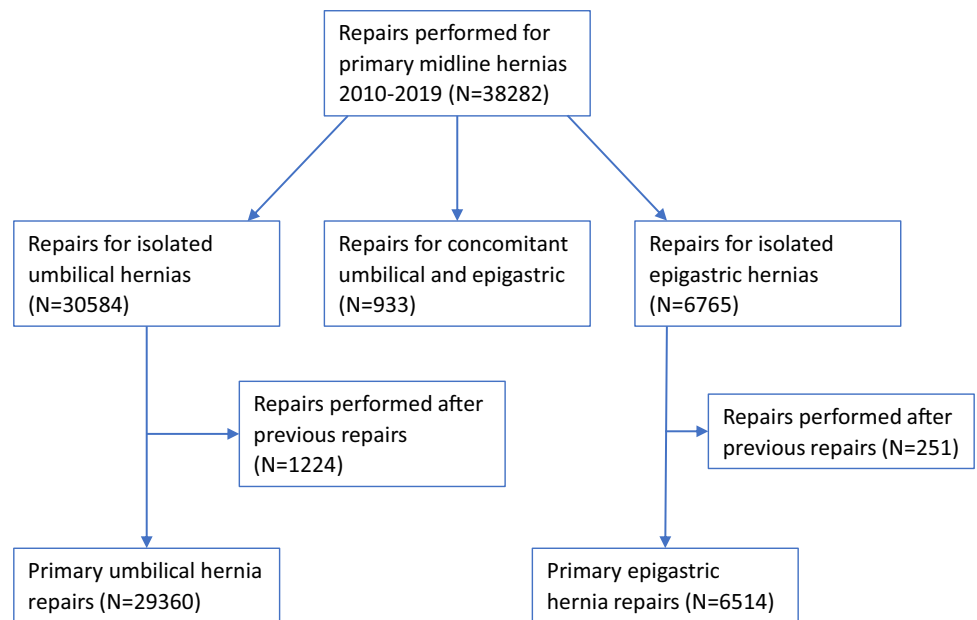 Repairs performed for
primary midline hernias
2010-2019 (N=38282)
Repairs for isolated
umbilical hernias
(N=30584)
Repairs for concomitant
umbilical and epigastric
(N=933)
Repairs for isolated
epigastric hernias
(N=6765)
Repairs performed after
previous repairs
(N=1224)
Repairs performed after
previous repairs (N=251)
Primary umbilical hernia
repairs (N=29360)
Primary epigastric
hernia repairs (N=6514)